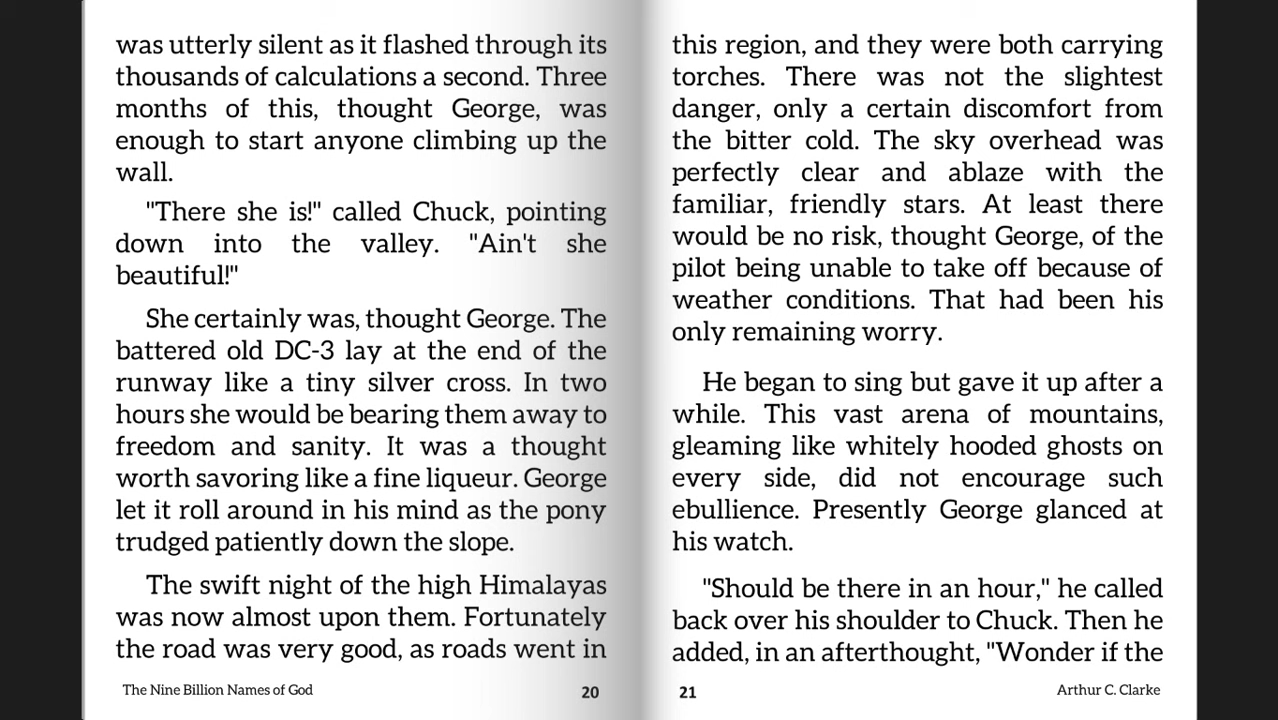 was utterly silent as it flashed through its
thousands of calculations a second. Three
months of this, thought George, was
enough to start anyone climbing up the
wall.
"There she is!" called Chuck, pointing
down into the valley. "Ain't she
beautiful!"
She certainly was, thought George. The
battered old DC-3 lay at the end of the
runway like a tiny silver cross. In two
hours she would be bearing them away to
freedom and sanity. It was a thought
worth savoring like a fine liqueur. George
let it roll around in his mind as the pony
trudged patiently down the slope.
The swift night of the high Himalayas
was now almost upon them. Fortunately
the road was very good, as roads went in
The Nine Billion Names of God
20
this region, and they were both carrying
torches. There was not the slightest
danger, only a certain discomfort from
the bitter cold. The sky overhead was
perfectly clear and ablaze with the
familiar, friendly stars. At least there
would be no risk, thought George, of the
pilot being unable to take off because of
weather conditions. That had been his
only remaining worry.
He began to sing but gave it up after a
while. This vast arena of mountains,
gleaming like whitely hooded ghosts on
every side, did not encourage such
ebullience. Presently George glanced at
his watch.
"Should be there in an hour," he called
back over his shoulder to Chuck. Then he
added, in an afterthought, "Wonder if the
21
Arthur C. Clarke